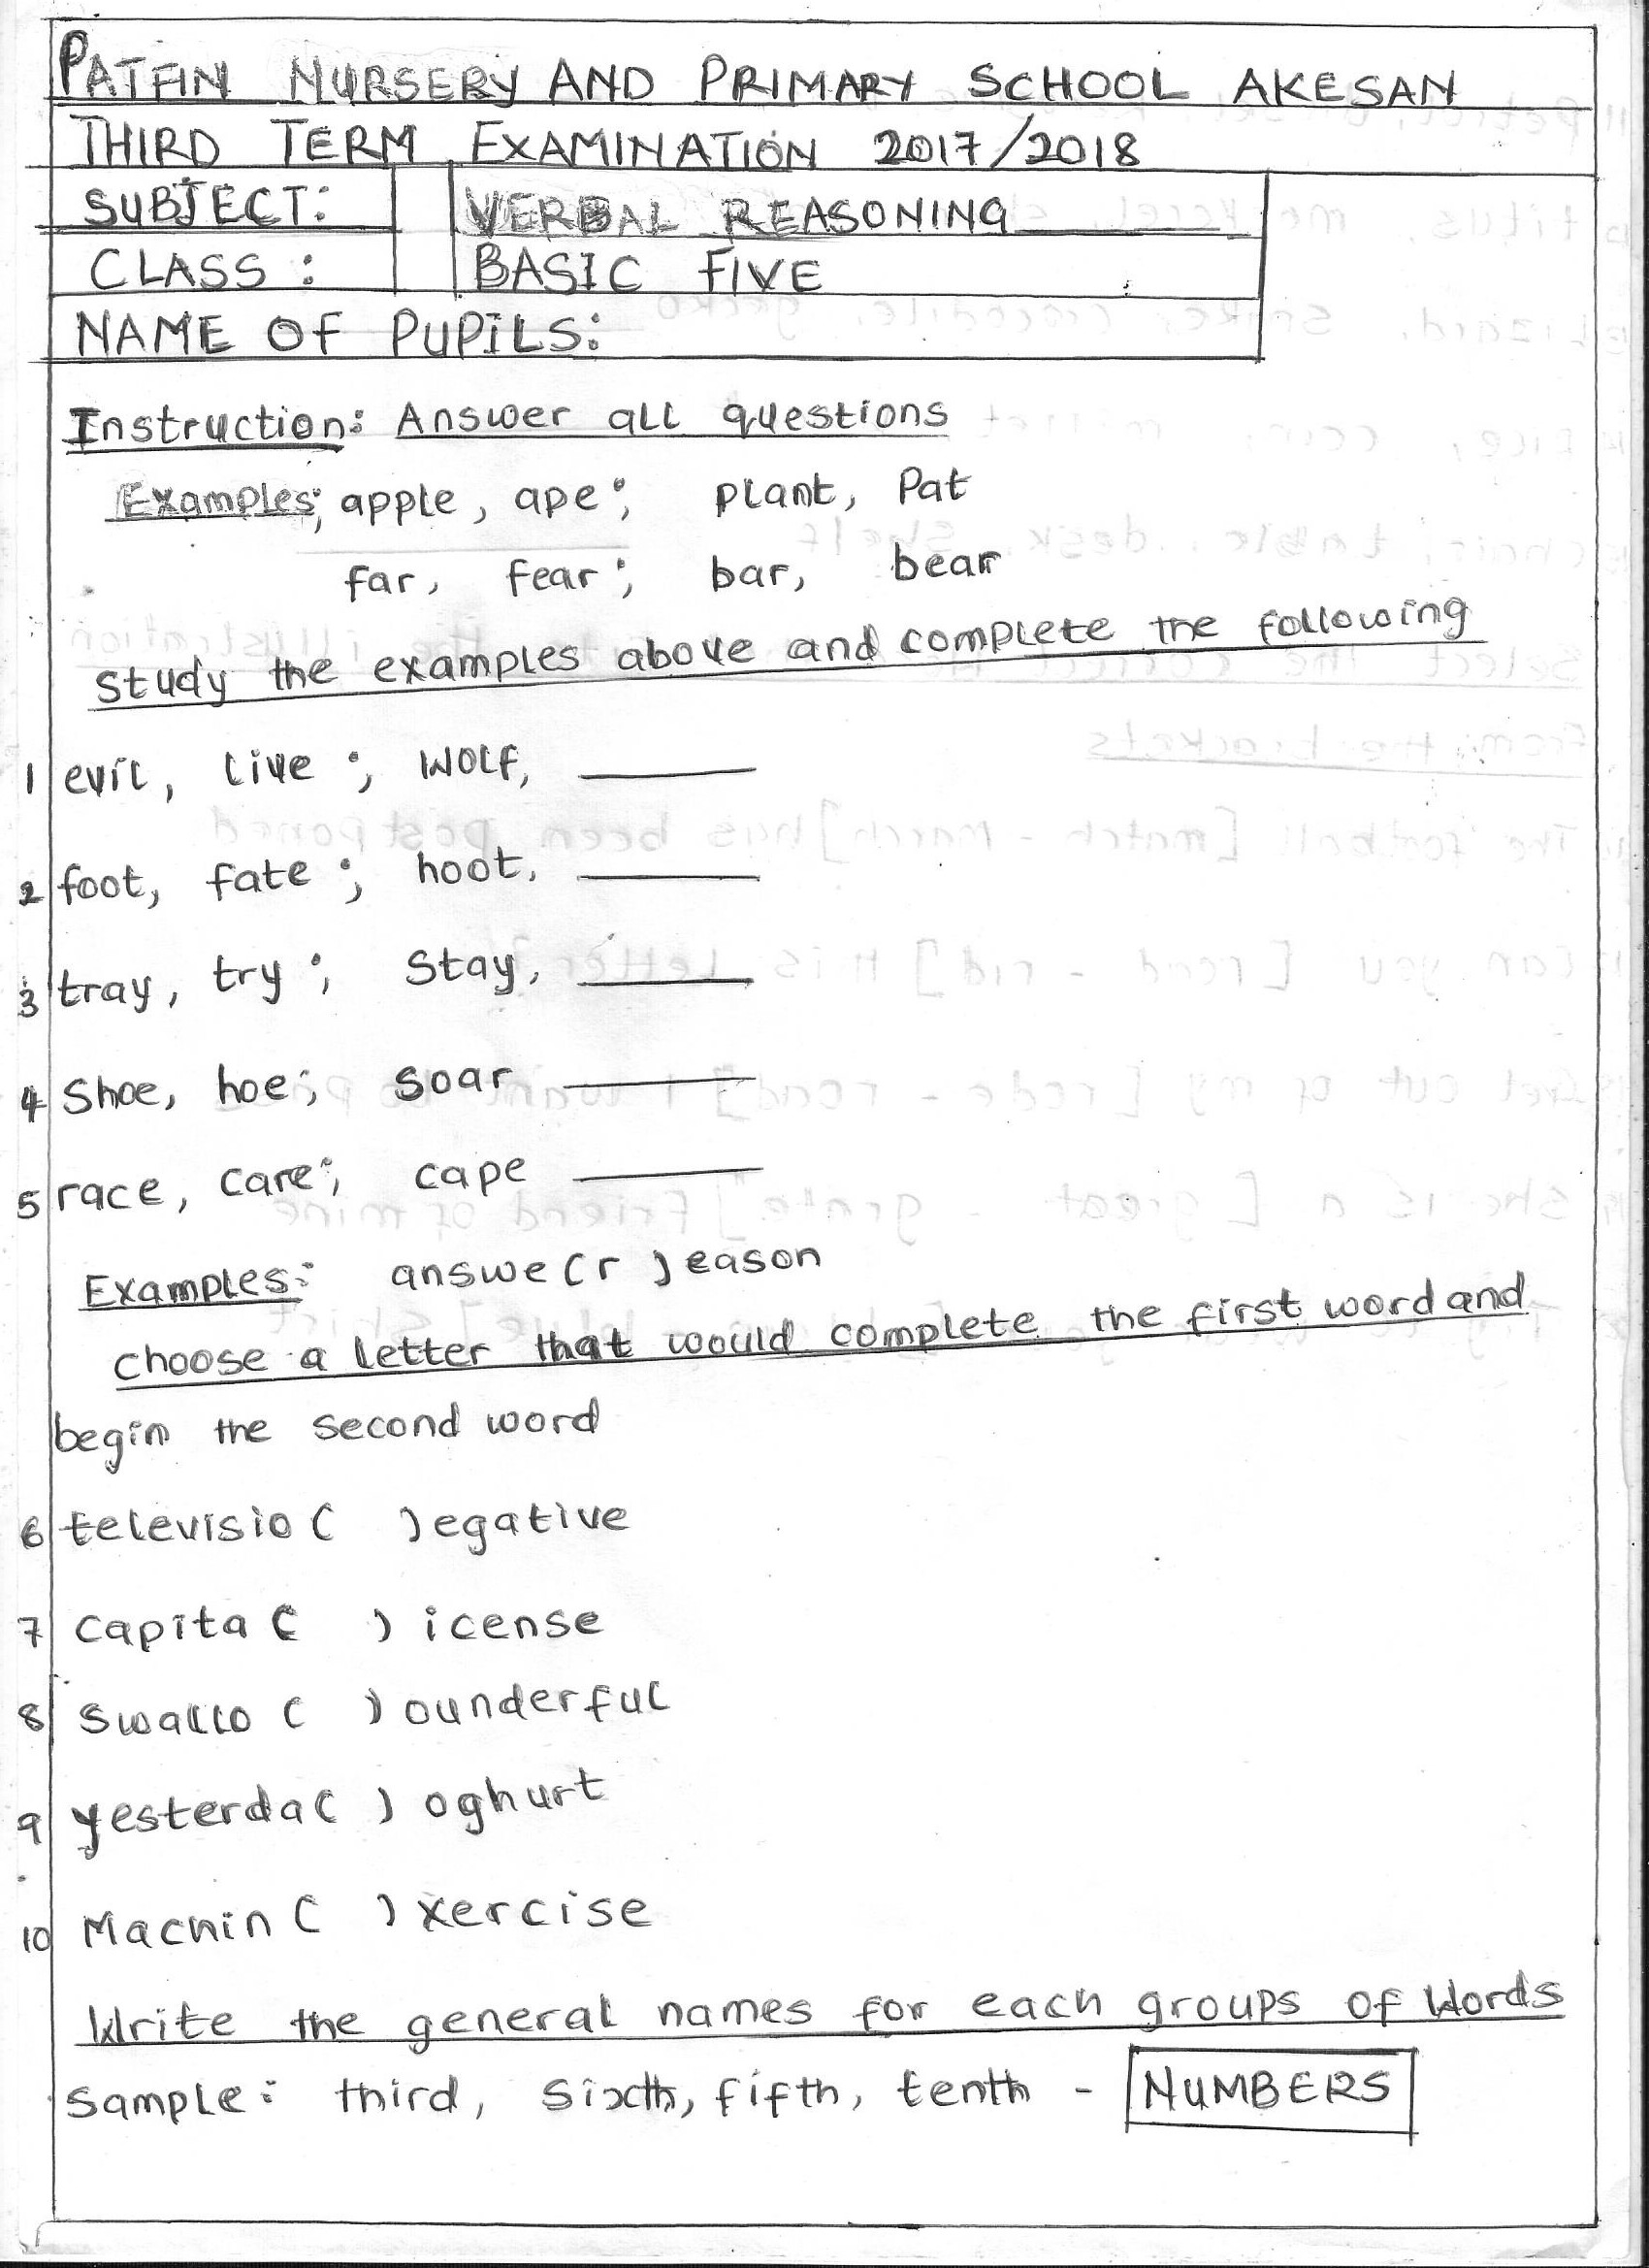 PATFIN NURSERY AND PRIMARY SCHOOL AKESAN
THIRD TERM EXAMINATION 2017/2018
SUBJECT: VERBAL REASONING
CLASS: BASIC FIVE
NAME OF PUPILS:
Instruction: Answer all questions
Examples; apple, ape; plant, Pat
far, fear; bar, bear
study the examples above and complete the following
1 evil, live; Wolf, ______
2 foot, fate; hoot, ______
3 tray, try; Stay, ______
4 Shoe, hoe; soar ______
5 race, care; cape ______
Examples: answe(r)eason
choose a letter that would complete the first word and
begin the second word
6 televisio( )egative
7 Capita( )icense
8 Swallo( )ounderful
9 yesterda( )oghurt
10 Machin( )xercise
Write the general names for each groups of Words
Sample: third, Sixth, fifth, tenth - NUMBERS